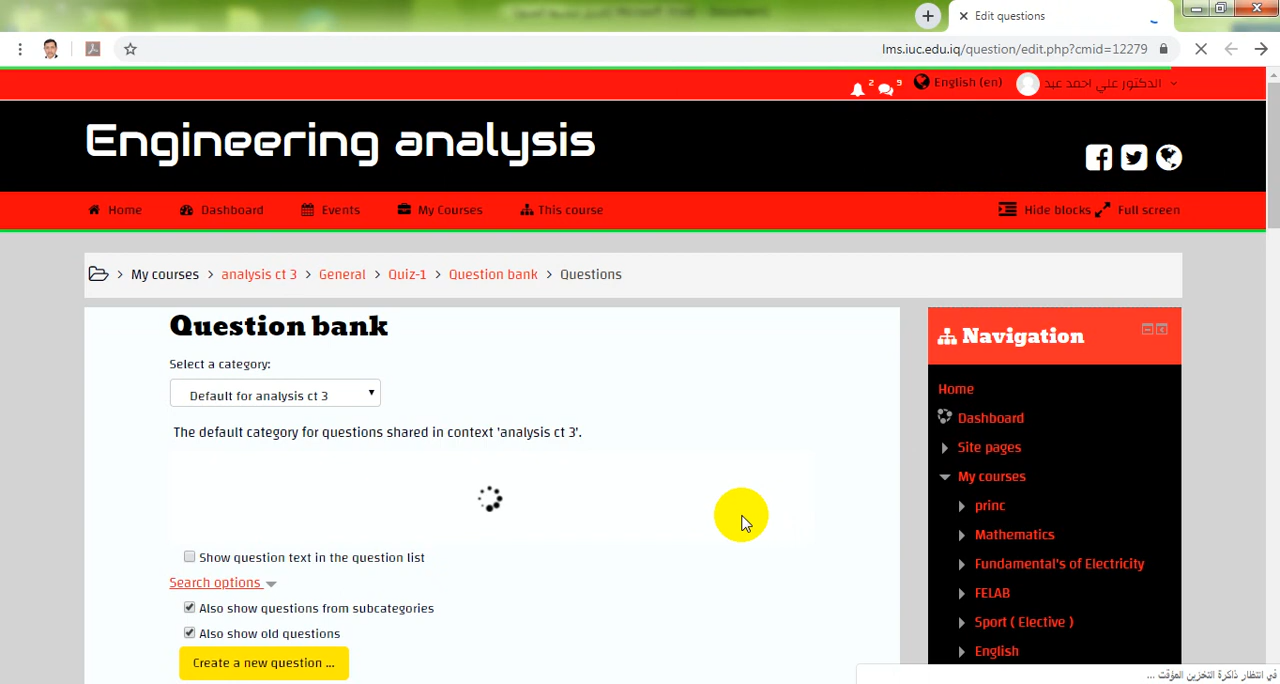 Edit questions
lms.iuc.edu.iq/question/edit.php?cmid=12279
2 9 English (en) الدكتور علي احمد عبد
Engineering analysis
Home Dashboard Events My Courses This course Hide blocks Full screen
My courses > analysis ct 3 > General > Quiz-1 > Question bank > Questions
Question bank
Select a category:
Default for analysis ct 3
The default category for questions shared in context 'analysis ct 3'.
Show question text in the question list
Search options
Also show questions from subcategories
Also show old questions
Create a new question ...
Navigation
Home
Dashboard
Site pages
My courses
princ
Mathematics
Fundamental's of Electricity
FELAB
Sport ( Elective )
English
في انتظار ذاكرة التخزين المؤقت ...